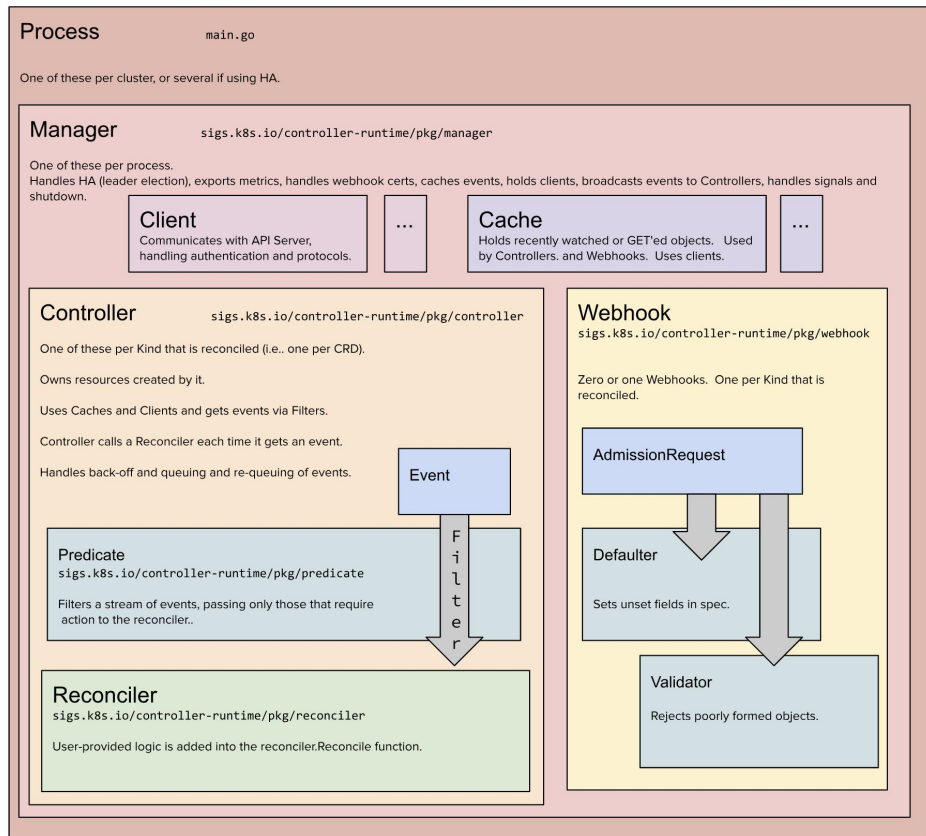 Process main.go
One of these per cluster, or several if using HA.
Manager sigs.k8s.io/controller-runtime/pkg/manager
One of these per process.
Handles HA (leader election), exports metrics, handles webhook certs, caches events, holds clients, broadcasts events to Controllers, handles signals and
shutdown.
Client
Communicates with API Server,
handling authentication and protocols.
...
Cache
Holds recently watched or GET'ed objects. Used
by Controllers. and Webhooks. Uses clients.
...
Controller sigs.k8s.io/controller-runtime/pkg/controller
One of these per Kind that is reconciled (i.e.. one per CRD).
Owns resources created by it.
Uses Caches and Clients and gets events via Filters.
Controller calls a Reconciler each time it gets an event.
Handles back-off and queuing and re-queuing of events.
Event
Filter
Predicate
sigs.k8s.io/controller-runtime/pkg/predicate
Filters a stream of events, passing only those that require
action to the reconciler..
Reconciler
sigs.k8s.io/controller-runtime/pkg/reconciler
User-provided logic is added into the reconciler.Reconcile function.
Webhook
sigs.k8s.io/controller-runtime/pkg/webhook
Zero or one Webhooks. One per Kind that is
reconciled.
AdmissionRequest
Defaulter
Sets unset fields in spec.
Validator
Rejects poorly formed objects.